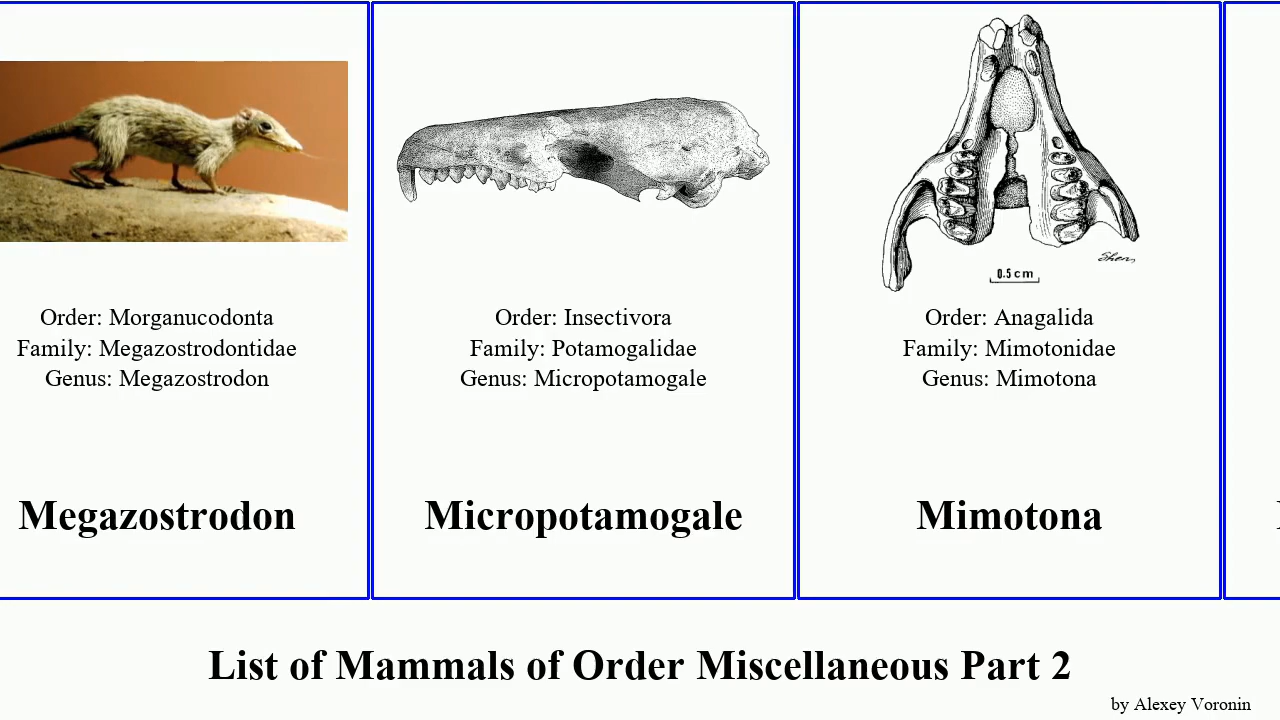 Shen,
0.5 cm
Order: Morganucodonta
Family: Megazostrodontidae
Genus: Megazostrodon
Order: Insectivora
Family: Potamogalidae
Genus: Micropotamogale
Order: Anagalida
Family: Mimotonidae
Genus: Mimotona
Megazostrodon
Micropotamogale
Mimotona
List of Mammals of Order Miscellaneous Part 2
by Alexey Voronin